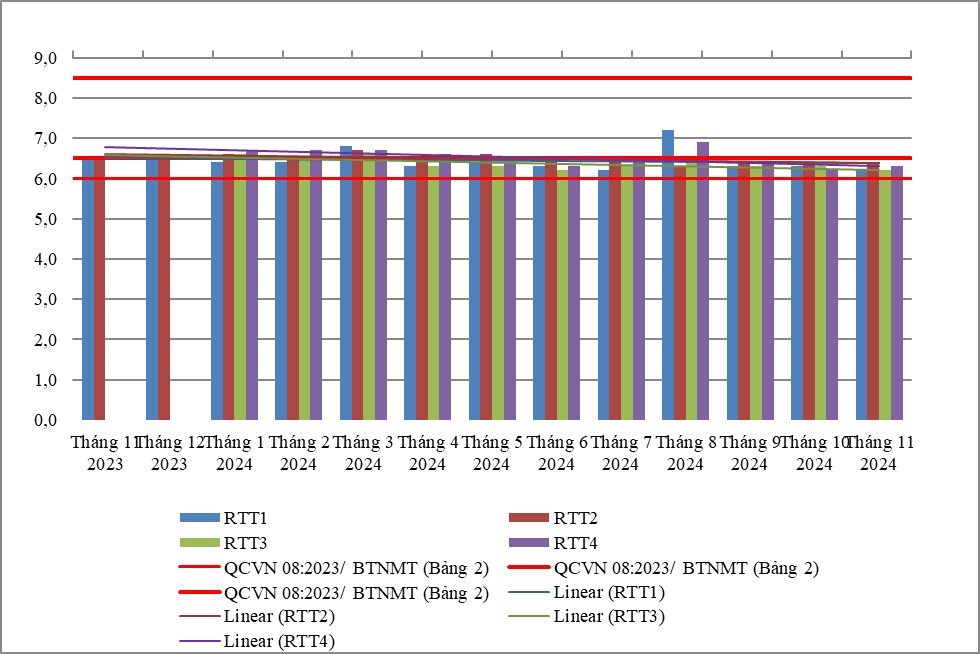 9,0
8,0
7,0
6,0
5,0
4,0
3,0
2,0
1,0
0,0
Tháng 11 Tháng 12 Tháng 1 Tháng 2 Tháng 3 Tháng 4 Tháng 5 Tháng 6 Tháng 7 Tháng 8 Tháng 9 Tháng 10 Tháng 11
2023 2023 2024 2024 2024 2024 2024 2024 2024 2024 2024 2024 2024
RTT1 RTT2
RTT3 RTT4
QCVN 08:2023/ BTNMT (Bảng 2) QCVN 08:2023/ BTNMT (Bảng 2)
QCVN 08:2023/ BTNMT (Bảng 2) Linear (RTT1)
Linear (RTT2) Linear (RTT3)
Linear (RTT4)